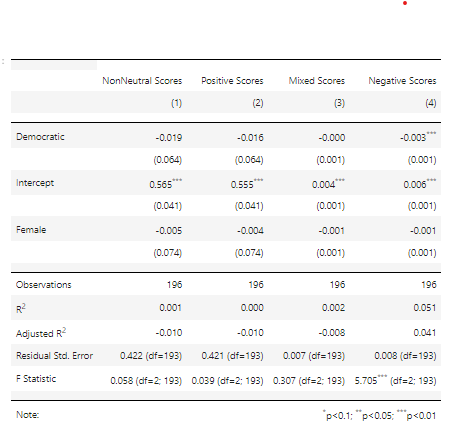 :
NonNeutral Scores Positive Scores Mixed Scores Negative Scores
(1) (2) (3) (4)
Democratic -0.019 -0.016 -0.000 -0.003***
(0.064) (0.064) (0.001) (0.001)
Intercept 0.565*** 0.555*** 0.004*** 0.006***
(0.041) (0.041) (0.001) (0.001)
Female -0.005 -0.004 -0.001 -0.001
(0.074) (0.074) (0.001) (0.001)
Observations 196 196 196 196
R2 0.001 0.000 0.002 0.051
Adjusted R2 -0.010 -0.010 -0.008 0.041
Residual Std. Error 0.422 (df=193) 0.421 (df=193) 0.007 (df=193) 0.008 (df=193)
F Statistic 0.058 (df=2; 193) 0.039 (df=2; 193) 0.307 (df=2; 193) 5.705*** (df=2; 193)
Note: *p<0.1; **p<0.05; ***p<0.01